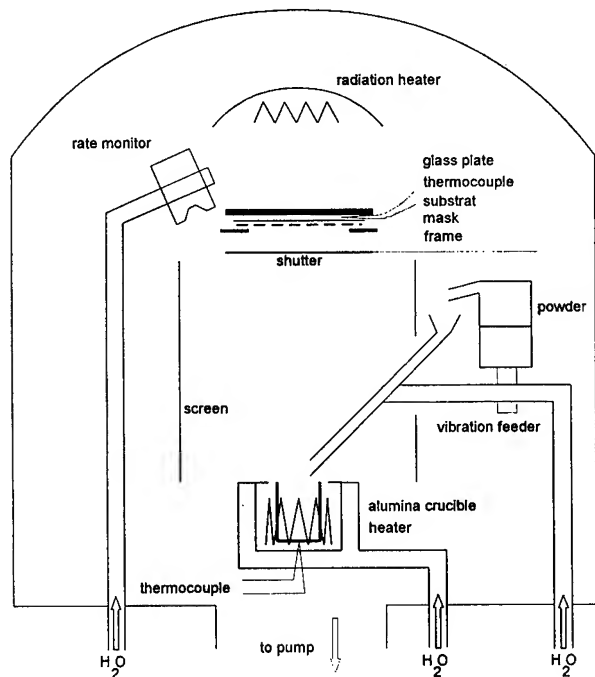 radiation heater
rate monitor
glass plate
thermocouple
substrat
mask
frame
shutter
powder
screen
vibration feeder
alumina crucible
heater
thermocouple
to pump
H2O
H2O
H2O